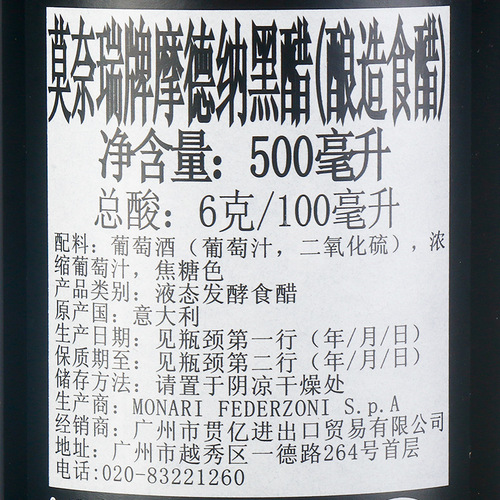 莫奈瑞牌摩德纳黑醋(酿造食醋)
净含量: 500毫升
总酸: 6克/100毫升
配料: 葡萄酒 (葡萄汁, 二氧化硫), 浓
缩葡萄汁, 焦糖色
产品类别: 液态发酵食醋
原产国: 意大利
生产日期: 见瓶颈第一行 (年/月/日)
保质期至: 见瓶颈第二行 (年/月/日)
储存方法: 请置于阴凉干燥处
生产商: MONARI FEDERZONI S.p.A
经销商: 广州市贯亿进出口贸易有限公司
地址: 广州市越秀区一德路264号首层
电话:020-83221260